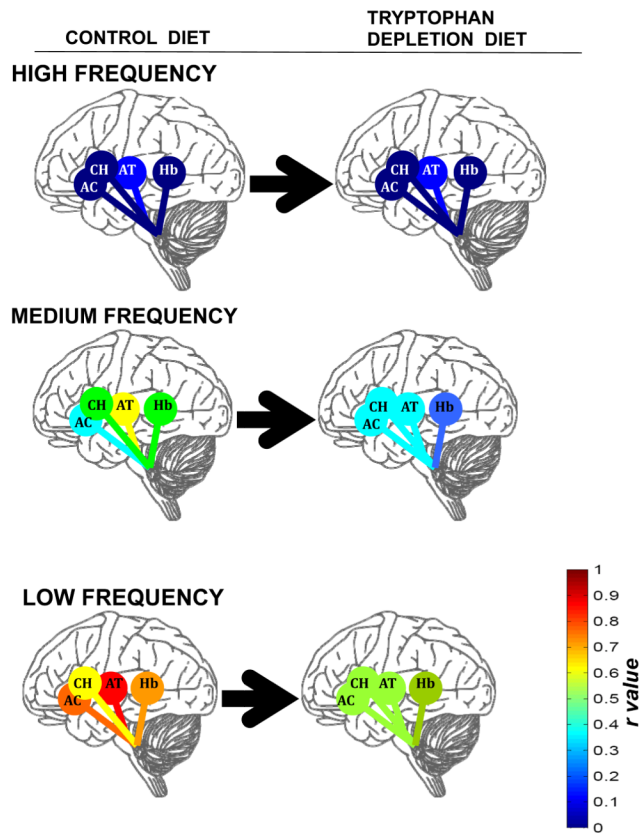 CONTROL DIET
TRYPTOPHAN
DEPLETION DIET
HIGH FREQUENCY
CH AT Hb
AC
CH AT Hb
AC
MEDIUM FREQUENCY
CH AT Hb
AC
CH AT Hb
AC
LOW FREQUENCY
CH AT Hb
AC
CH AT Hb
AC
1
0.9
0.8
0.7
0.6
0.5
0.4
0.3
0.2
0.1
0
r value